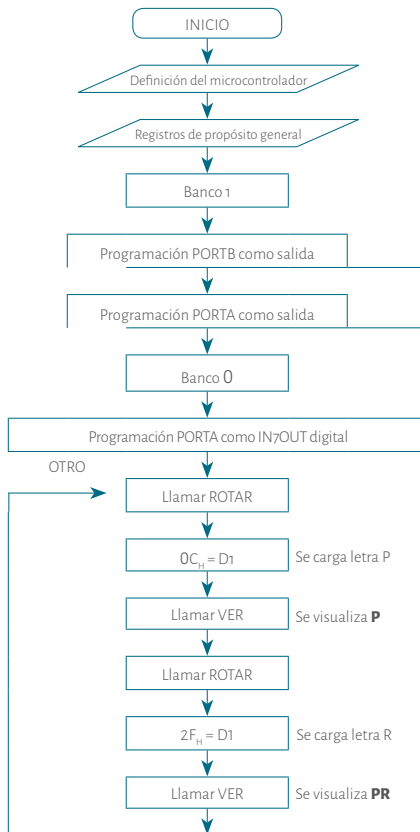 INICIO
Definición del microcontrolador
Registros de propósito general
Banco 1
Programación PORTB como salida
Programación PORTA como salida
Banco 0
Programación PORTA como IN7OUT digital
OTRO
Llamar ROTAR
0CH = D1 Se carga letra P
Llamar VER Se visualiza P
Llamar ROTAR
2FH = D1 Se carga letra R
Llamar VER Se visualiza PR